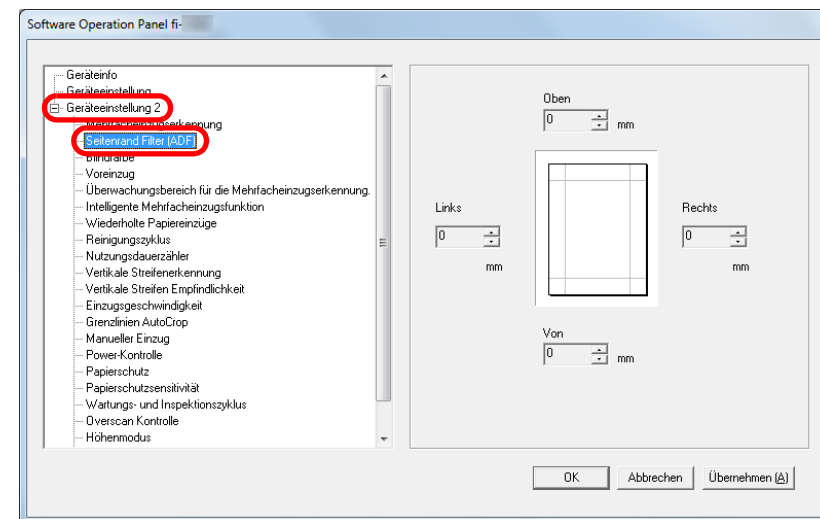 Software Operation Panel fi-
Geräteinfo
Geräteeinstellung
Geräteeinstellung 2
Mehrfacheinzugserkennung
Seitenrand Filter (ADF)
Blindfarbe
Voreinzug
Überwachungsbereich für die Mehrfacheinzugserkennung.
Intelligente Mehrfacheinzugsfunktion
Wiederholte Papiereinzüge
Reinigungszyklus
Nutzungsdauerzähler
Vertikale Streifenerkennung
Vertikale Streifen Empfindlichkeit
Einzugsgeschwindigkeit
Grenzlinien AutoCrop
Manueller Einzug
Power-Kontrolle
Papierschutz
Papierschutzsensitivität
Wartungs- und Inspektionszyklus
Overscan Kontrolle
Höhenmodus
Oben
0 mm
Links
0
mm
Rechts
0
mm
Von
0 mm
OK Abbrechen Übernehmen (A)